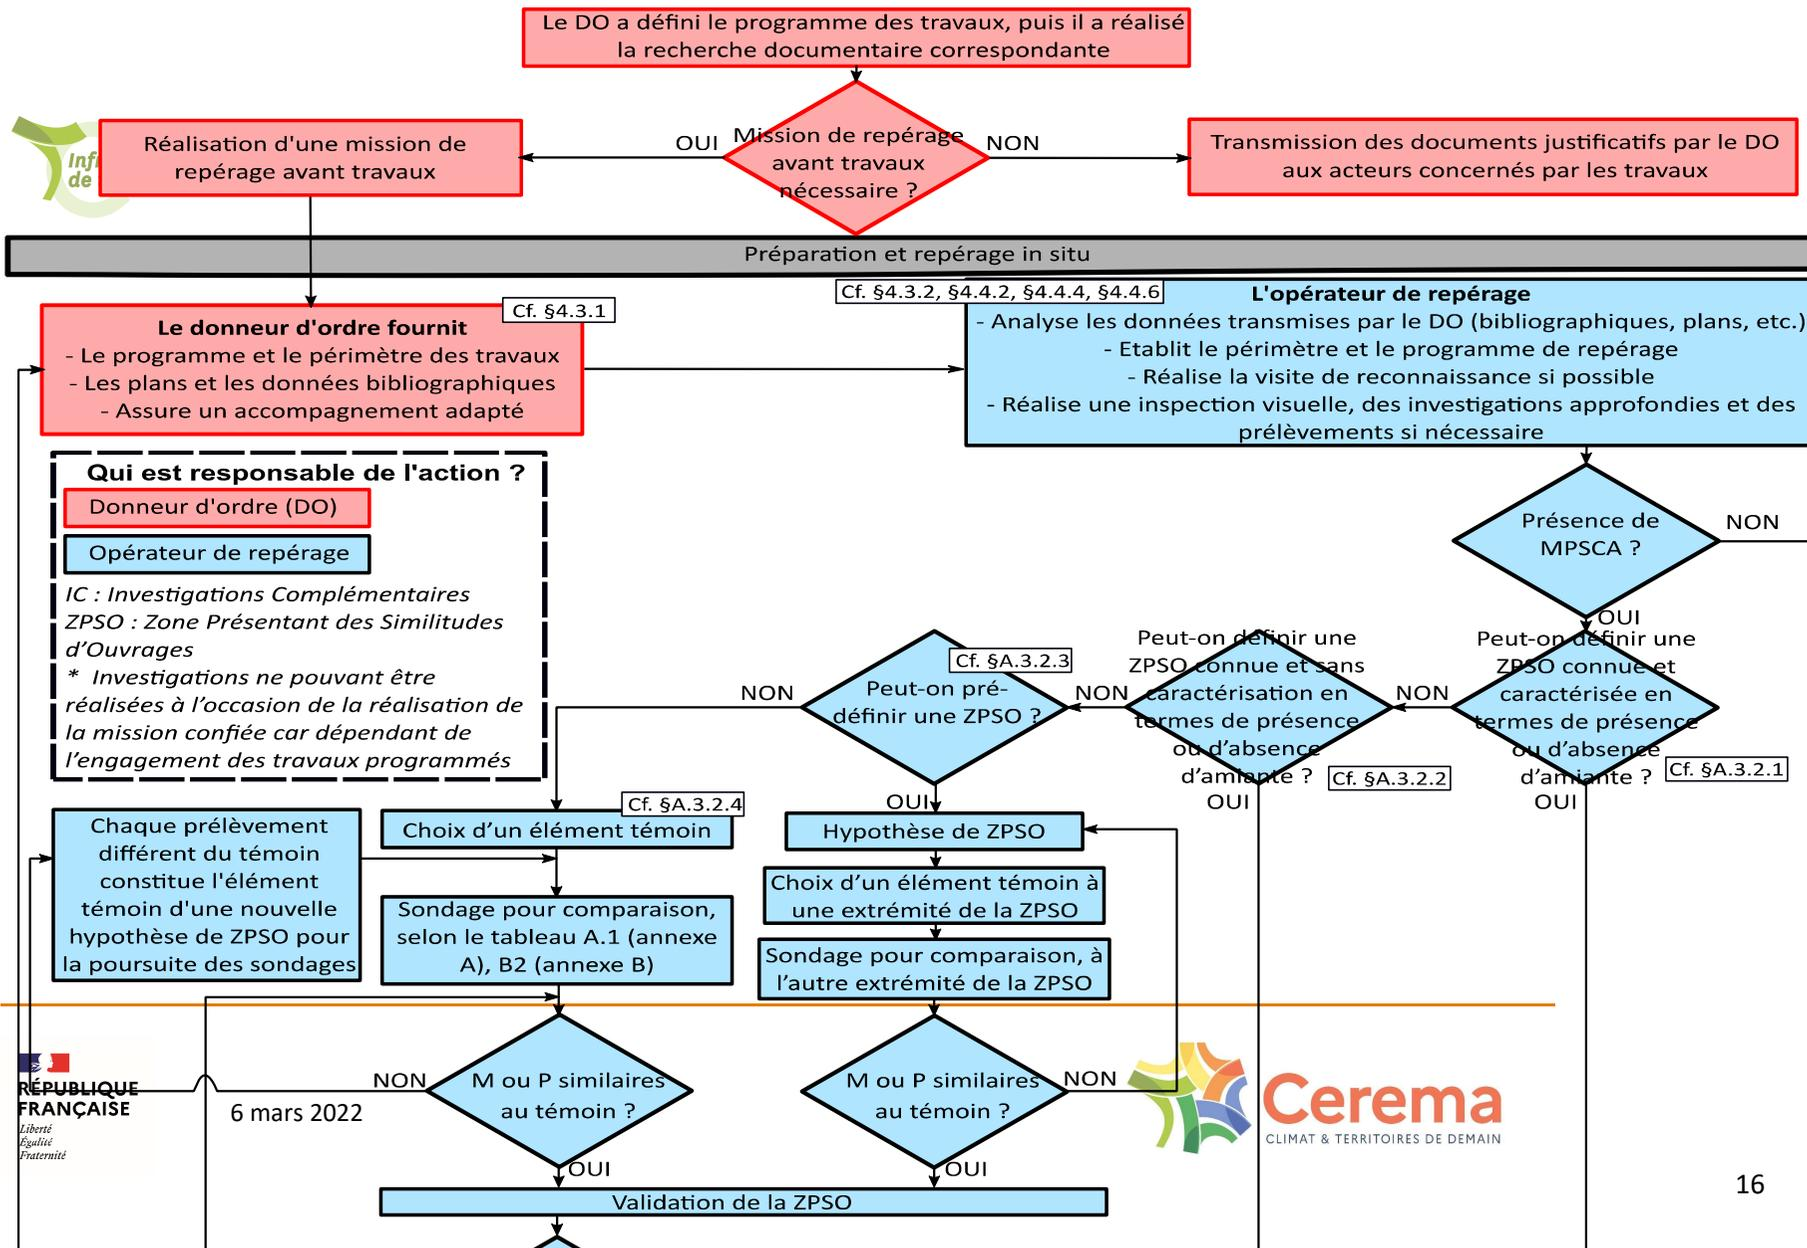 Le DO a défini le programme des travaux, puis il a réalisé
la recherche documentaire correspondante
Réalisation d'une mission de
repérage avant travaux
OUI
Mission de repérage
avant travaux
nécessaire ?
NON
Transmission des documents justificatifs par le DO
aux acteurs concernés par les travaux
Inf
de
Préparation et repérage in situ
Cf. §4.3.1
Le donneur d'ordre fournit
- Le programme et le périmètre des travaux
- Les plans et les données bibliographiques
- Assure un accompagnement adapté
Cf. §4.3.2, §4.4.2, §4.4.4, §4.4.6
L'opérateur de repérage
- Analyse les données transmises par le DO (bibliographiques, plans, etc.)
- Etablit le périmètre et le programme de repérage
- Réalise la visite de reconnaissance si possible
- Réalise une inspection visuelle, des investigations approfondies et des
prélèvements si nécessaire
Qui est responsable de l'action ?
Donneur d'ordre (DO)
Opérateur de repérage
IC : Investigations Complémentaires
ZPSO : Zone Présentant des Similitudes
d’Ouvrages
* Investigations ne pouvant être
réalisées à l’occasion de la réalisation de
la mission confiée car dépendant de
l’engagement des travaux programmés
Présence de
MPSCA ?
NON
OUI
Peut-on définir une
ZPSO connue et
caractérisée en
termes de présence
ou d’absence
d’amiante ?
Cf. §A.3.2.1
OUI
NON
Peut-on définir une
ZPSO connue et sans
caractérisation en
termes de présence
ou d’absence
d’amiante ?
Cf. §A.3.2.2
OUI
NON
Cf. §A.3.2.3
Peut-on pré-
définir une ZPSO ?
NON
OUI
Cf. §A.3.2.4
Choix d’un élément témoin
Hypothèse de ZPSO
Chaque prélèvement
différent du témoin
constitue l'élément
témoin d'une nouvelle
hypothèse de ZPSO pour
la poursuite des sondages
Sondage pour comparaison,
selon le tableau A.1 (annexe
A), B2 (annexe B)
Choix d’un élément témoin à
une extrémité de la ZPSO
Sondage pour comparaison, à
l’autre extrémité de la ZPSO
NON
M ou P similaires
au témoin ?
OUI
M ou P similaires
au témoin ?
NON
OUI
Validation de la ZPSO
RÉPUBLIQUE
FRANÇAISE
Liberté
Égalité
Fraternité
6 mars 2022
Cerema
CLIMAT & TERRITOIRES DE DEMAIN
16